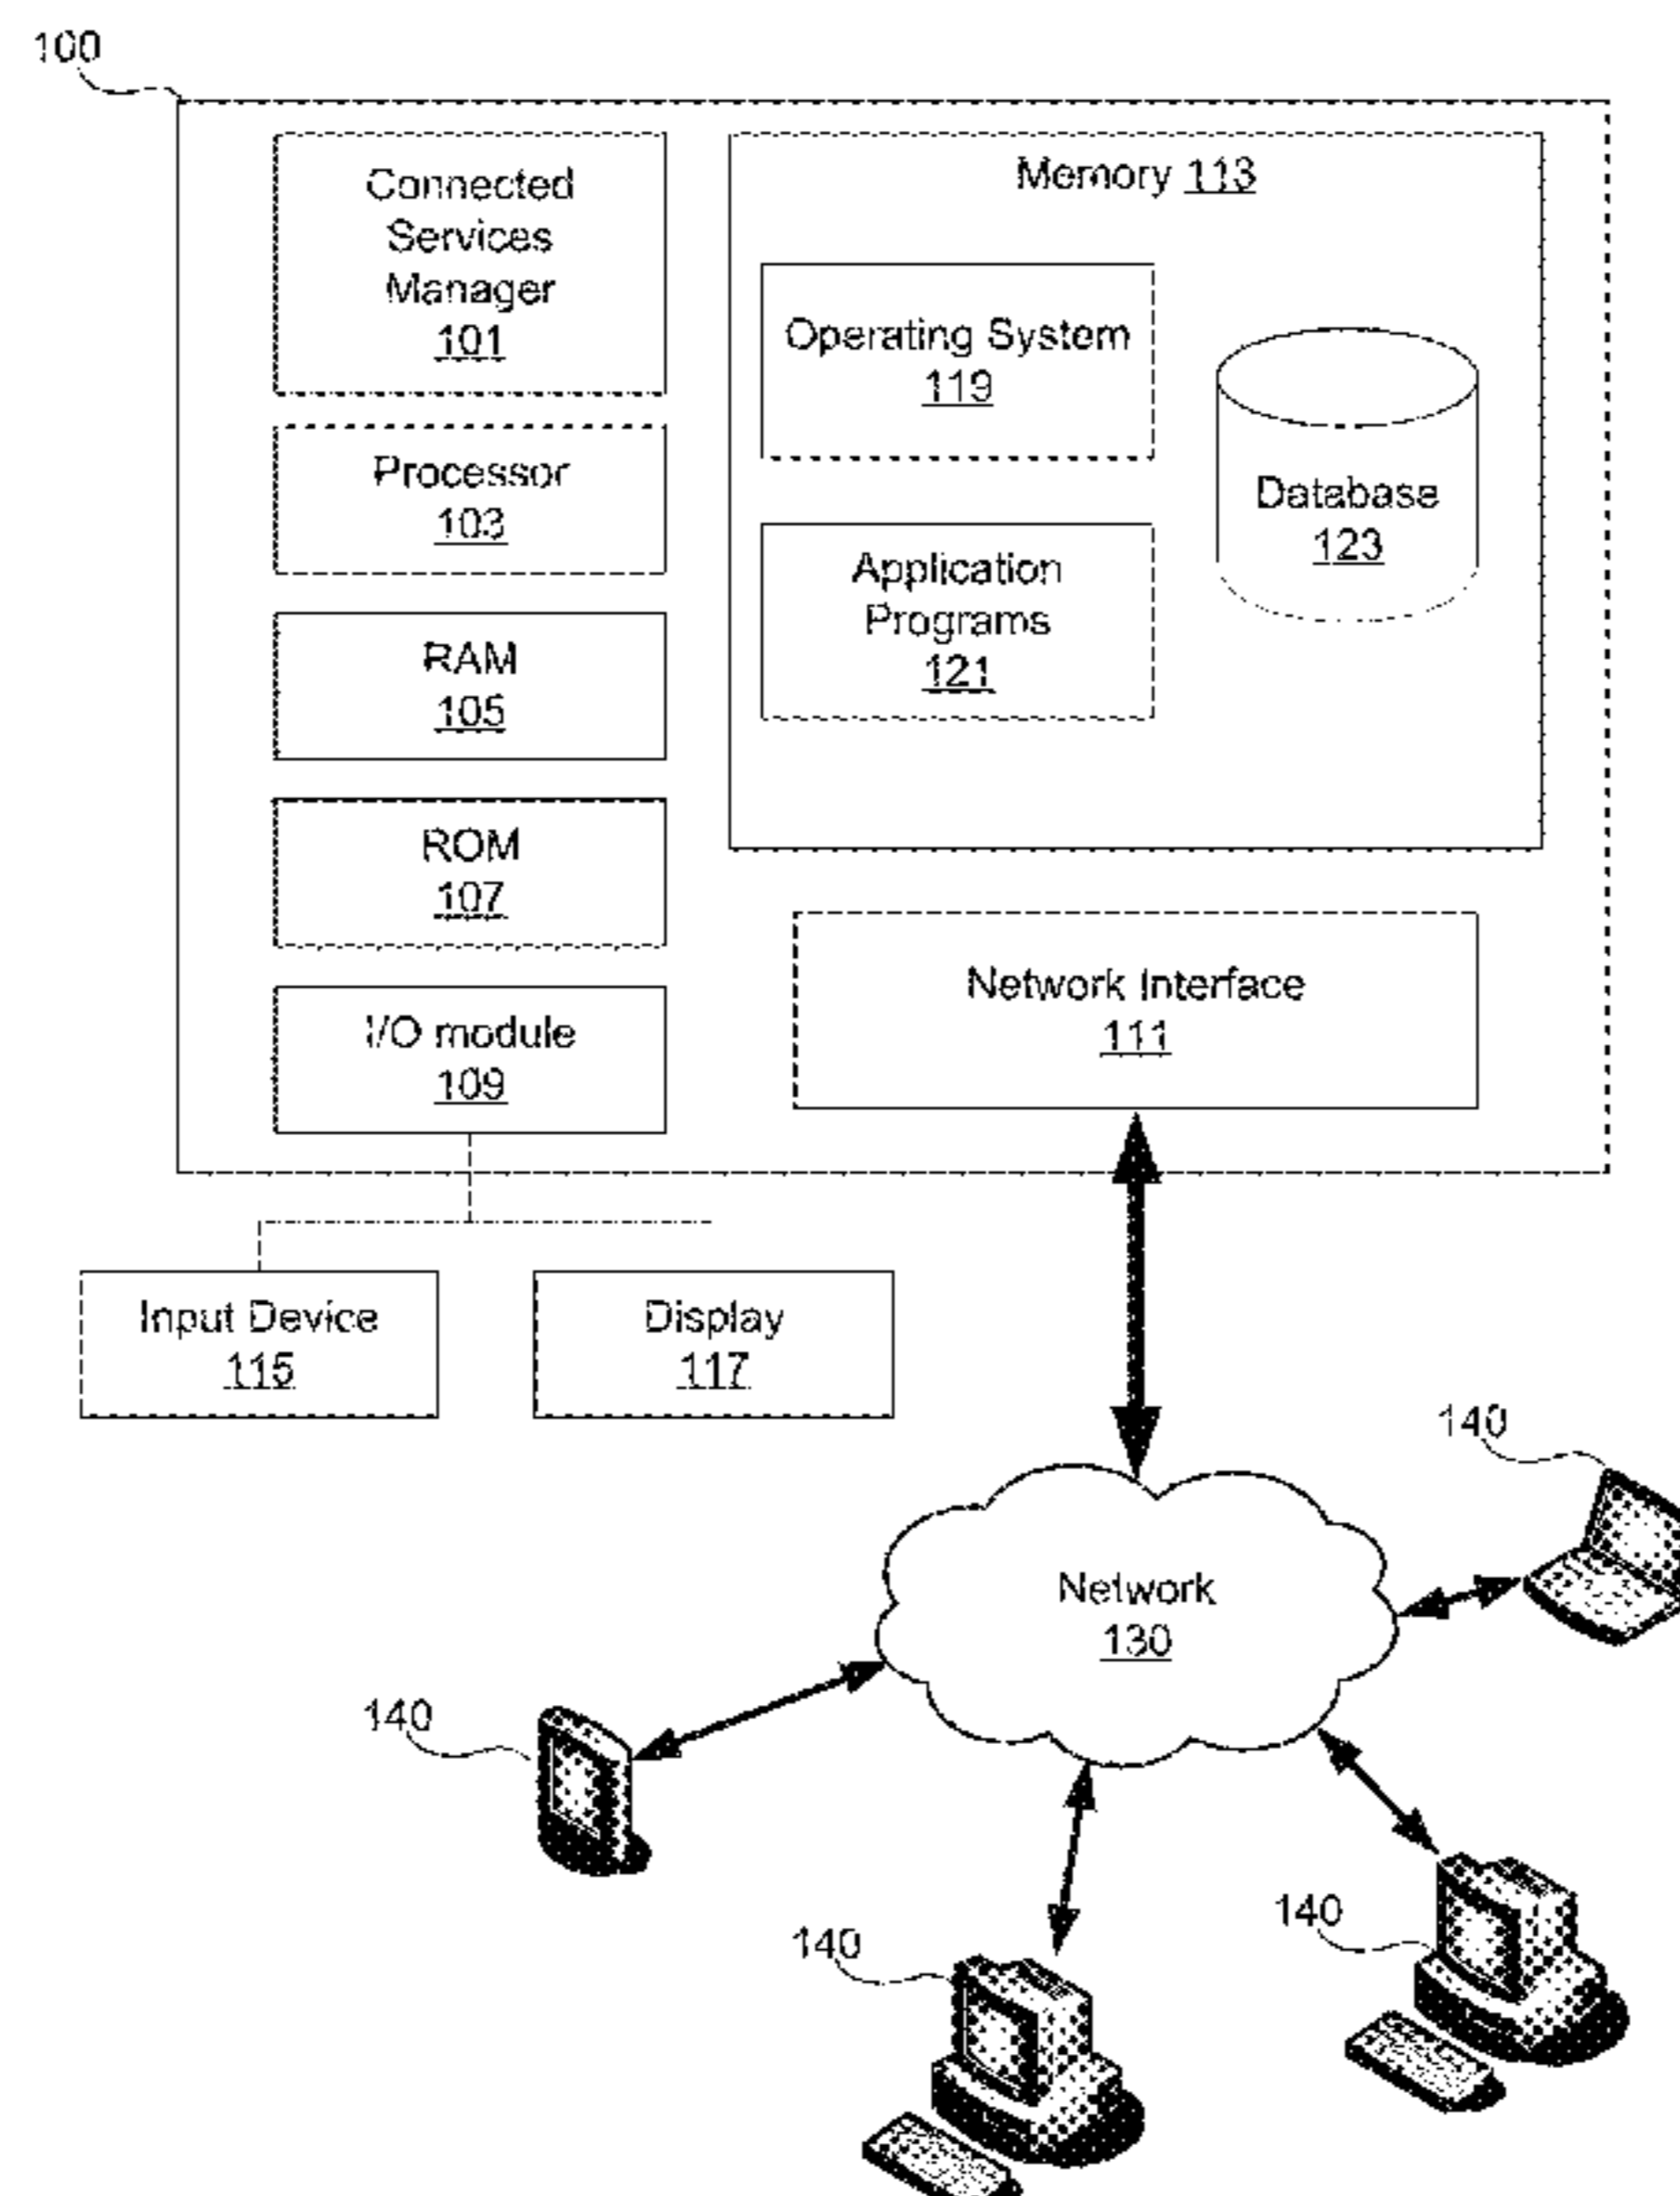 100
Connected
Services
Manager
101
Processor
103
RAM
105
ROM
107
I/O module
109
Memory 113
Operating System
119
Application
Programs
121
Database
123
Network Interface
111
Input Device
115
Display
117
Network
130
140
140
140
140